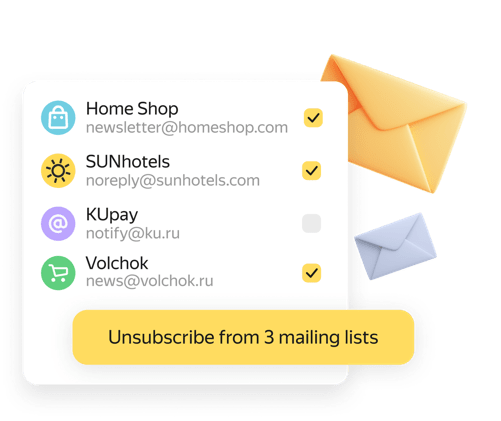 Home Shop
newsletter@homeshop.com
SUNhotels
noreply@sunhotels.com
KUpay
notify@ku.ru
@
Volchok
news@volchok.ru
Unsubscribe from 3 mailing lists